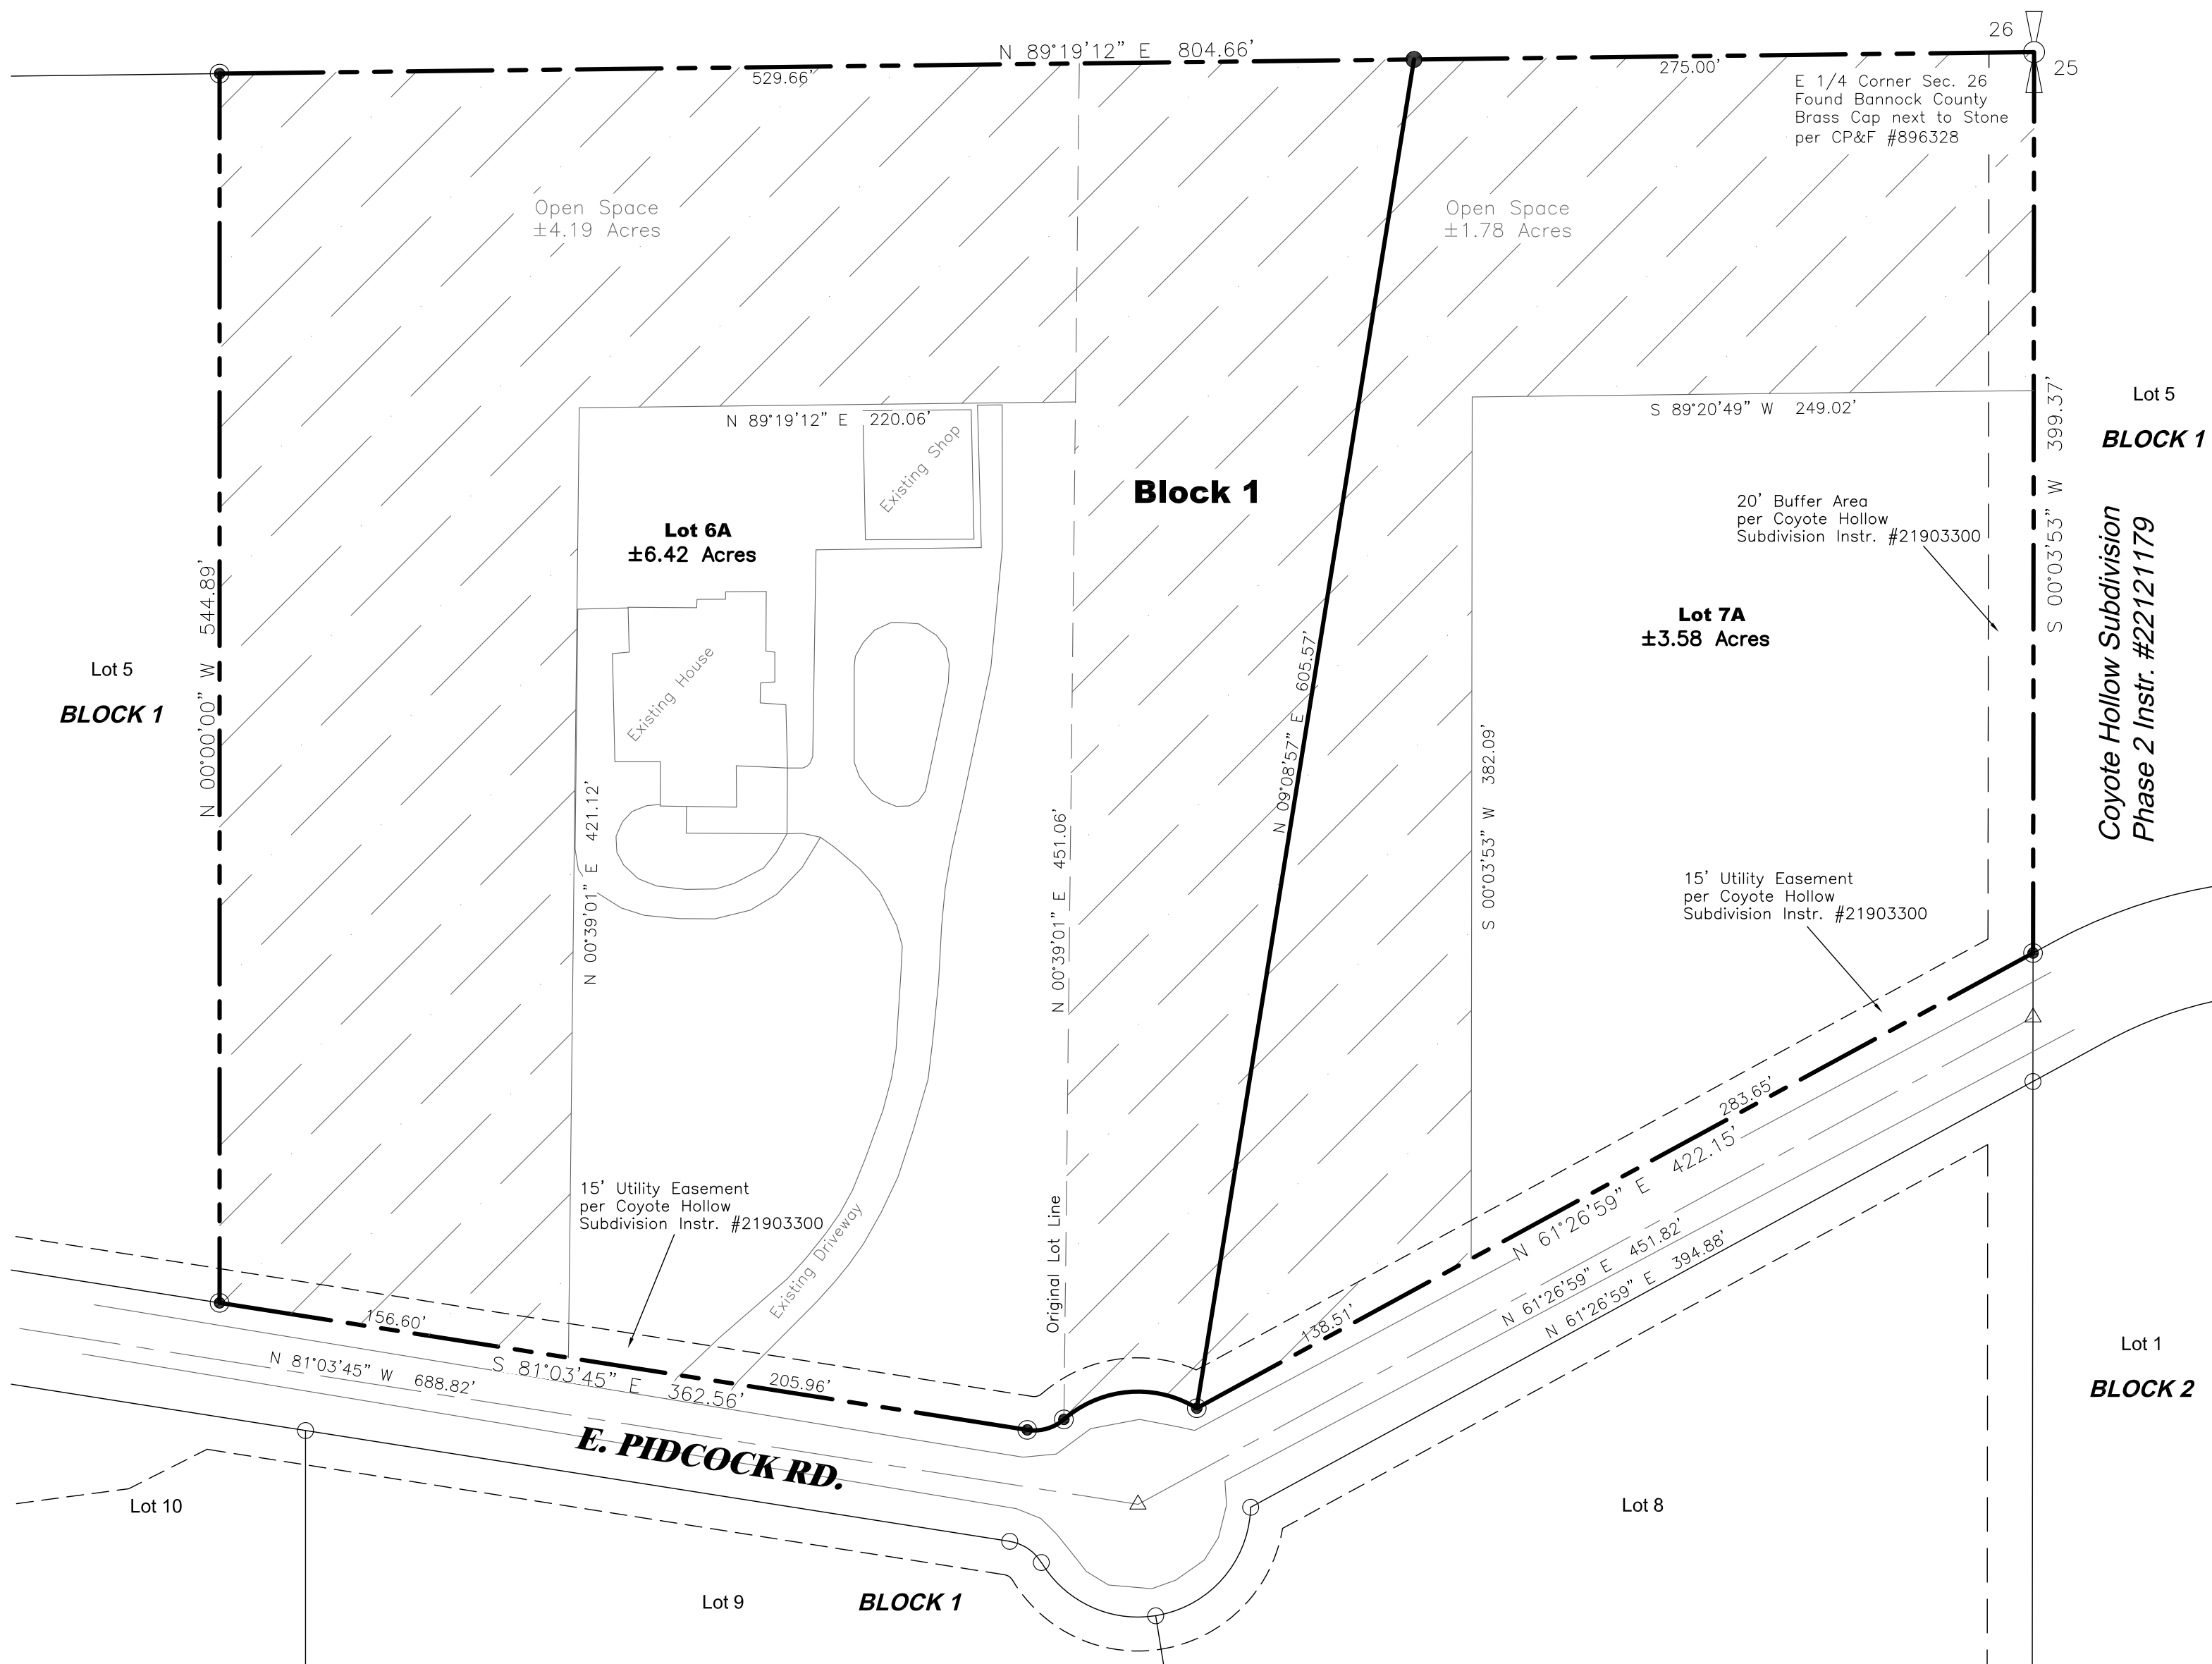 26
N 89°19'12" E 804.66'
25
529.66'
275.00'
E 1/4 Corner Sec. 26
Found Bannock County
Brass Cap next to Stone
per CP&F #896328
Open Space
±4.19 Acres
Open Space
±1.78 Acres
Lot 5
BLOCK 1
S 00°03'53" W 399.37'
Coyote Hollow Subdivision
Phase 2 Instr. #22121179
N 89°19'12" E 220.06'
S 89°20'49" W 249.02'
Existing Shop
Block 1
20' Buffer Area
per Coyote Hollow
Subdivision Instr. #21903300
Lot 6A
±6.42 Acres
Lot 7A
±3.58 Acres
N 00°00'00" W 544.89'
Lot 5
BLOCK 1
Existing House
N 09°08'57" E 605.57'
N 00°39'01" E 421.12'
N 00°39'01" E 451.06'
S 00°03'53" W 382.09'
15' Utility Easement
per Coyote Hollow
Subdivision Instr. #21903300
15' Utility Easement
per Coyote Hollow
Subdivision Instr. #21903300
Existing Driveway
Original Lot Line
283.65'
N 61°26'59" E 422.15'
138.51'
N 61°26'59" E 451.82'
N 61°26'59" E 394.88'
156.60'
N 81°03'45" W 688.82'
S 81°03'45" E 362.56'
205.96'
E. PIDCOCK RD.
Lot 1
BLOCK 2
Lot 10
Lot 8
Lot 9
BLOCK 1